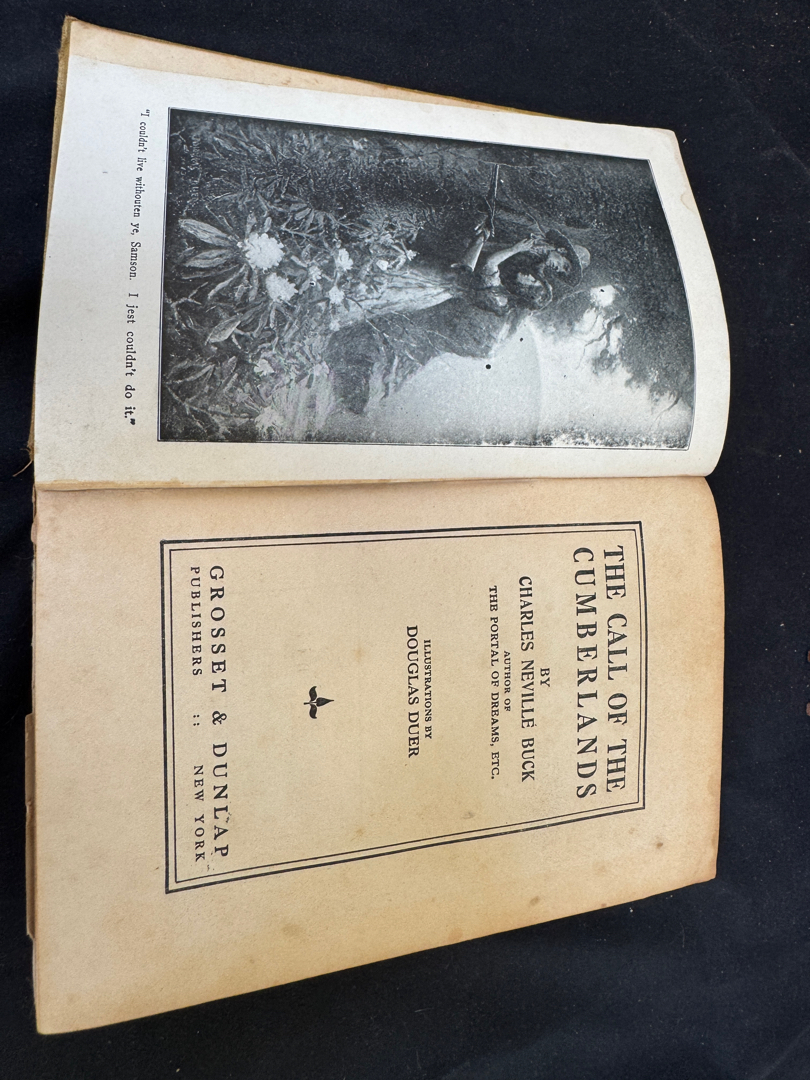 "I couldn't live withouten ye, Samson. I jest couldn't do it."
THE CALL OF THE
CUMBERLANDS
BY
CHARLES NEVILLE BUCK
AUTHOR OF
THE PORTAL OF DREAMS, ETC.
ILLUSTRATIONS BY
DOUGLAS DUER
GROSSET & DUNLAP
PUBLISHERS :: NEW YORK